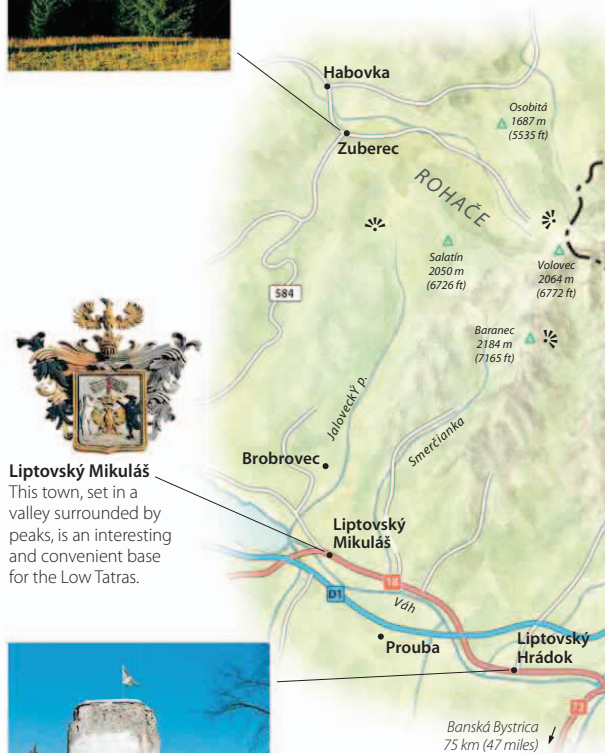 Habovka
Osobitá
1687 m
(5535 ft)
Zuberec
ROHAČE
Salatín
2050 m
(6726 ft)
Volovec
2064 m
(6772 ft)
584
Baranec
2184 m
(7165 ft)
Jalovecký p.
Smerčianka
Brobrovec
Liptovský Mikuláš
This town, set in a
valley surrounded by
peaks, is an interesting
and convenient base
for the Low Tatras.
Liptovský
Mikuláš
18
D1
Váh
Prouba
Liptovský
Hrádok
72
Banská Bystrica
75 km (47 miles)